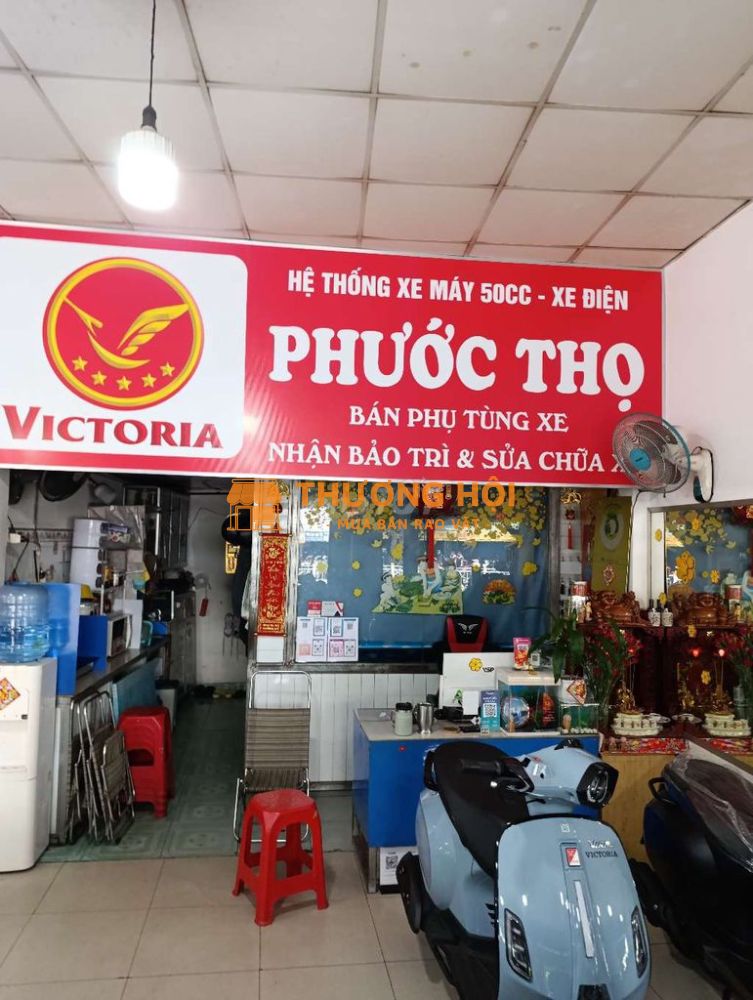 HỆ THỐNG XE MÁY 50CC - XE ĐIỆN
PHƯỚC THỌ
VICTORIA
BÁN PHỤ TÙNG XE
NHẬN BẢO TRÌ & SỬA CHỮA X
THƯƠNG HỘI
MUA BÁN RAO VẶT
VICTORIA